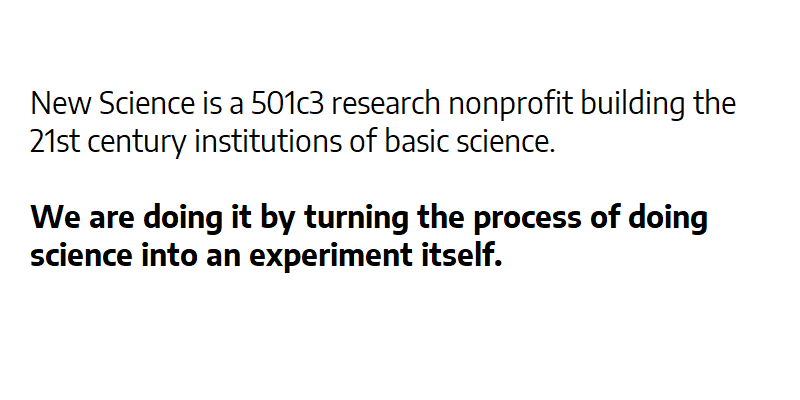 New Science is a 501c3 research nonprofit building the
21st century institutions of basic science.
We are doing it by turning the process of doing
science into an experiment itself.